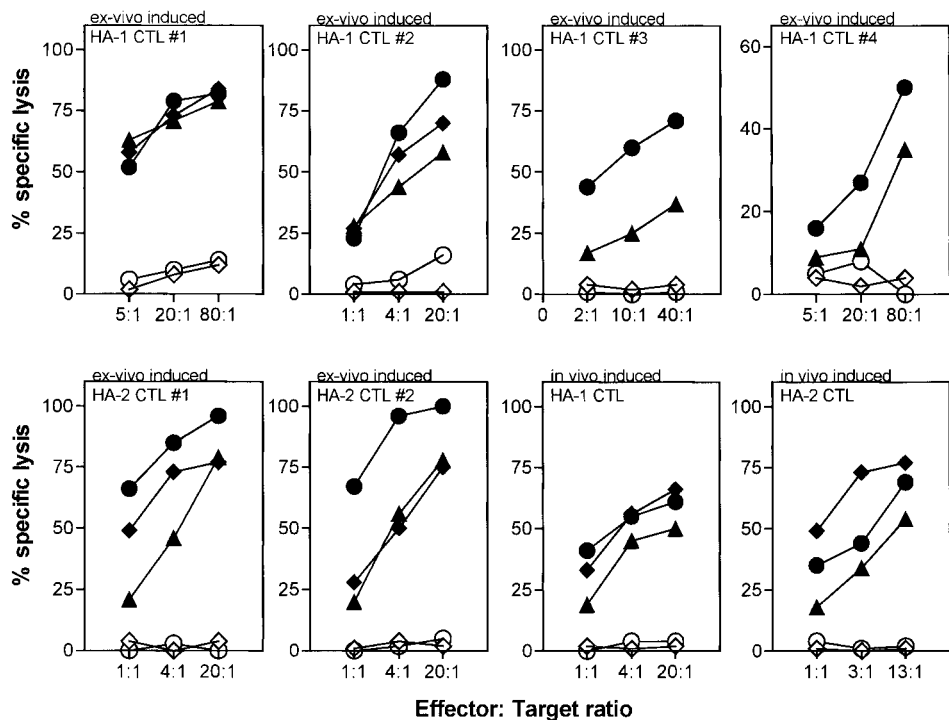 ex-vivo induced
HA-1 CTL #1
ex-vivo induced
HA-1 CTL #2
ex-vivo induced
HA-1 CTL #3
ex-vivo induced
HA-1 CTL #4
% specific lysis
100
75
50
25
0
5:1 20:1 80:1
100
75
50
25
0
1:1 4:1 20:1
100
75
50
25
0
0 2:1 10:1 40:1
60
40
20
0
5:1 20:1 80:1
ex-vivo induced
HA-2 CTL #1
ex-vivo induced
HA-2 CTL #2
in vivo induced
HA-1 CTL
in vivo induced
HA-2 CTL
% specific lysis
100
75
50
25
0
1:1 4:1 20:1
100
75
50
25
0
1:1 4:1 20:1
100
75
50
25
0
1:1 4:1 20:1
100
75
50
25
0
1:1 3:1 13:1
Effector: Target ratio